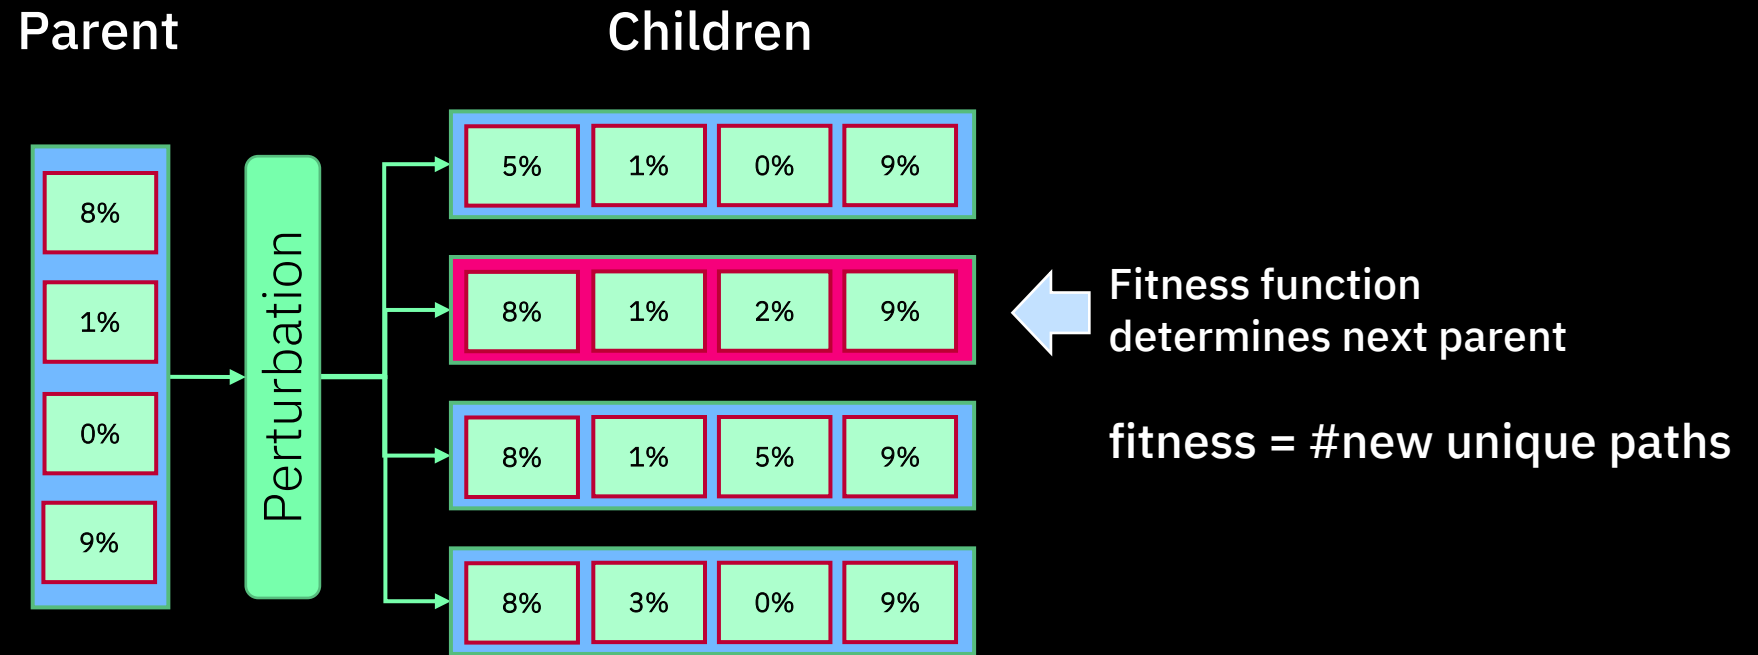 Parent
Children
8%
1%
0%
9%
Perturbation
5% 1% 0% 9%
8% 1% 2% 9%
8% 1% 5% 9%
8% 3% 0% 9%
Fitness function
determines next parent
fitness = #new unique paths